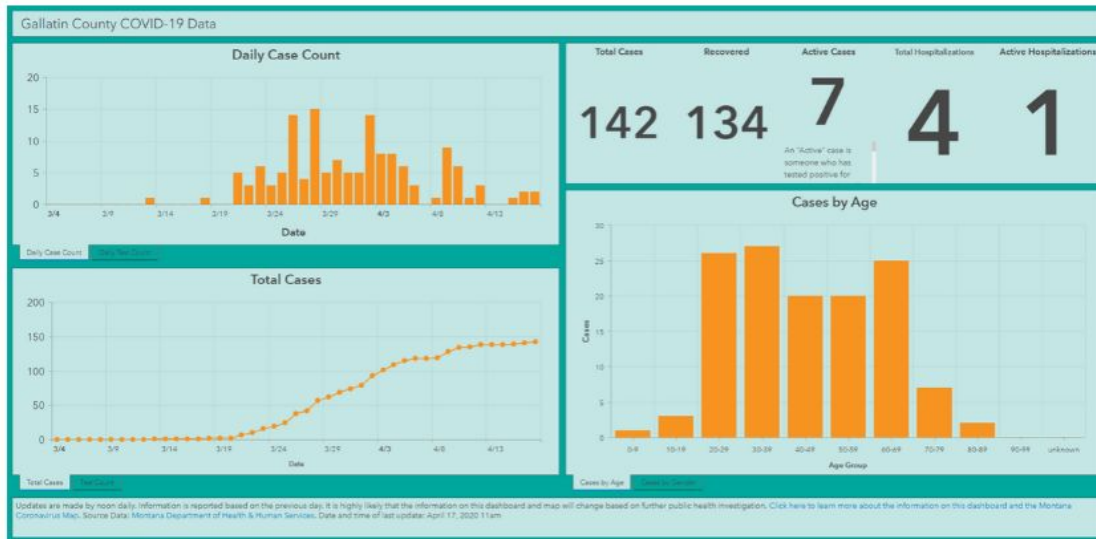 Gallatin County COVID-19 Data
Daily Case Count
20
15
10
5
0
3/4 3/9 3/14 3/19 3/24 3/29 4/3 4/8 4/13
Date
Daily Case Count Daily Test Count
Total Cases
200
150
100
50
0
3/4 3/9 3/14 3/19 3/24 3/29 4/3 4/8 4/13
Date
Total Cases Test Count
Total Cases Recovered Active Cases Total Hospitalizations Active Hospitalizations
142 134 7 4 1
An "Active" case is
someone who has
tested positive for
Cases by Age
30
25
20
15
10
5
0
Cases
0-9 10-19 20-29 30-39 40-49 50-59 60-69 70-79 80-89 90-99 unknown
Age Group
Cases by Age Cases by Gender
Updates are made by noon daily. Information is reported based on the previous day. It is highly likely that the information on this dashboard and map will change based on further public health investigation. Click here to learn more about the information on this dashboard and the Montana
Coronavirus Map. Source Data: Montana Department of Health & Human Services. Date and time of last update: April 17, 2020 11am